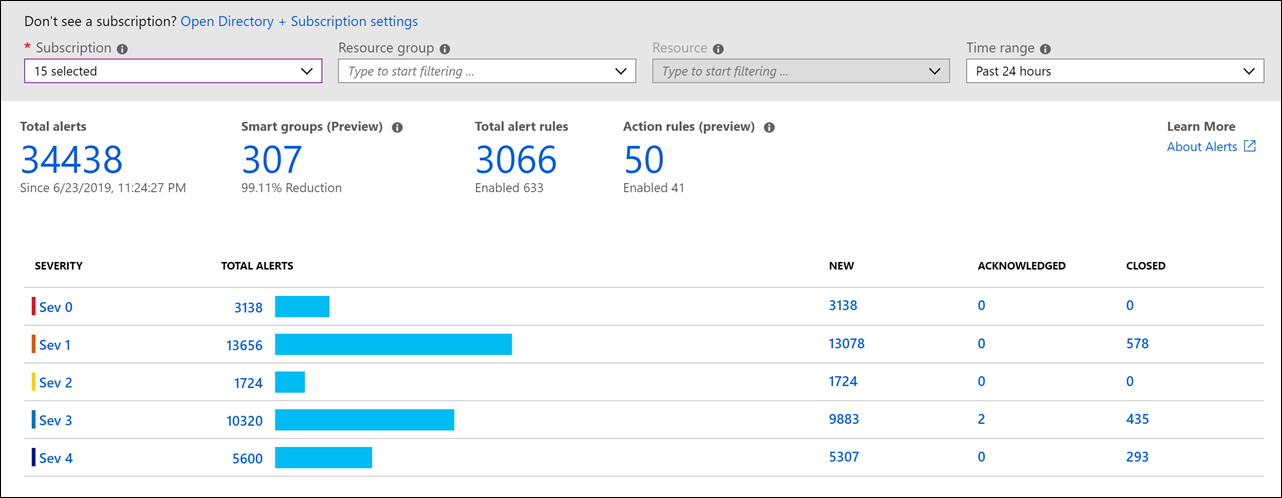 Don't see a subscription? Open Directory + Subscription settings
* Subscription Resource group Resource Time range
15 selected Type to start filtering ... Type to start filtering ... Past 24 hours
Total alerts Smart groups (Preview) Total alert rules Action rules (preview) Learn More
34438 307 3066 50 About Alerts
Since 6/23/2019, 11:24:27 PM 99.11% Reduction Enabled 633 Enabled 41
SEVERITY TOTAL ALERTS NEW ACKNOWLEDGED CLOSED
Sev 0 3138 3138 0 0
Sev 1 13656 13078 0 578
Sev 2 1724 1724 0 0
Sev 3 10320 9883 2 435
Sev 4 5600 5307 0 293